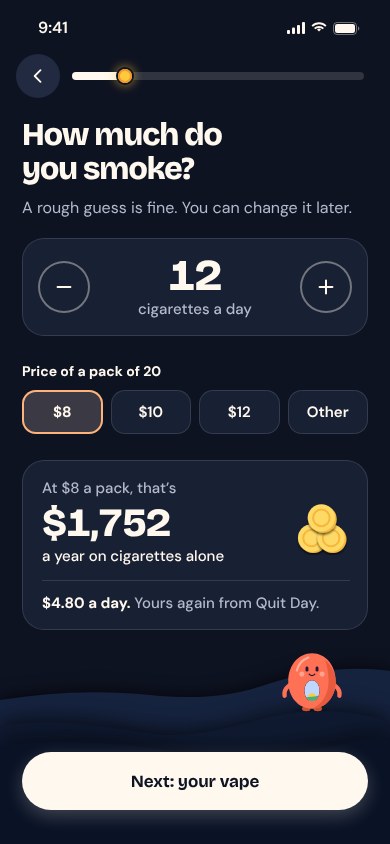 9:41
How much do
you smoke?
A rough guess is fine. You can change it later.
12
cigarettes a day
Price of a pack of 20
$8
$10
$12
Other
At $8 a pack, that’s
$1,752
a year on cigarettes alone
$4.80 a day. Yours again from Quit Day.
Next: your vape